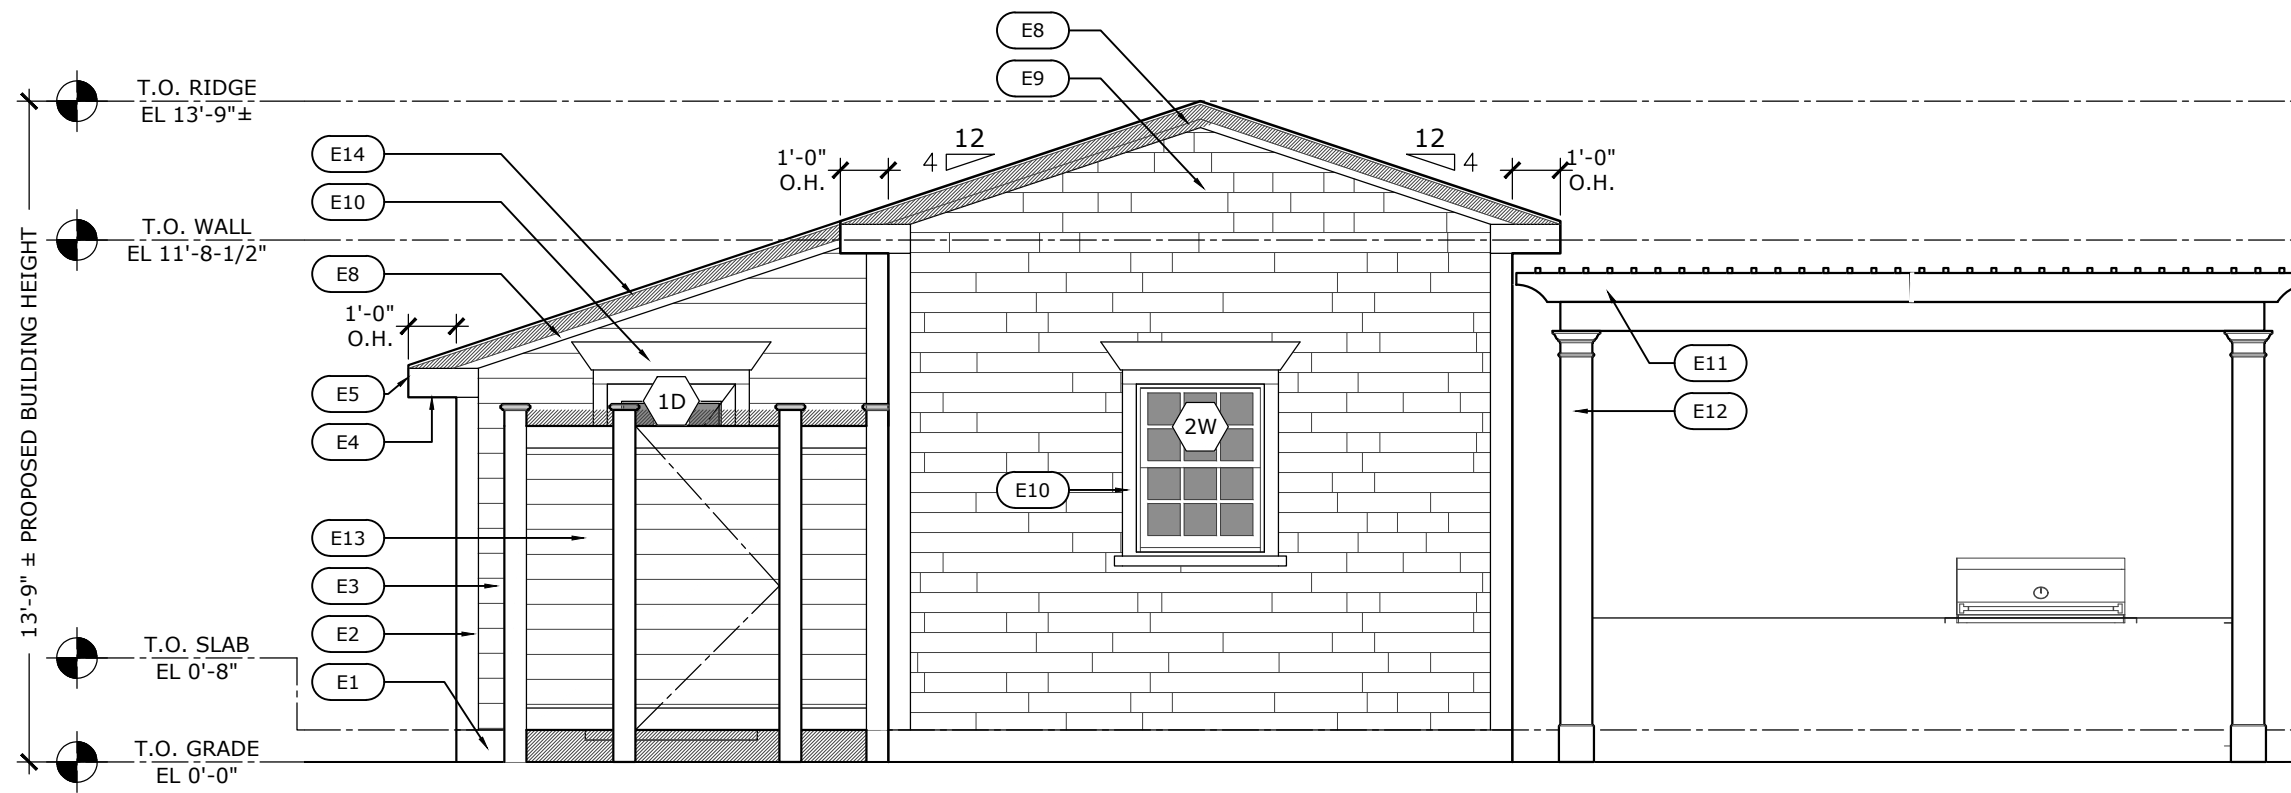 E8
E9
T.O. RIDGE
EL 13'-9"±
E14
E10
1'-0"
O.H.
4
12
12
4
1'-0"
O.H.
T.O. WALL
EL 11'-8-1/2"
E8
1'-0"
O.H.
E5
E4
1D
2W
E11
E12
E10
13'-9" ± PROPOSED BUILDING HEIGHT
E13
E3
E2
E1
T.O. SLAB
EL 0'-8"
T.O. GRADE
EL 0'-0"